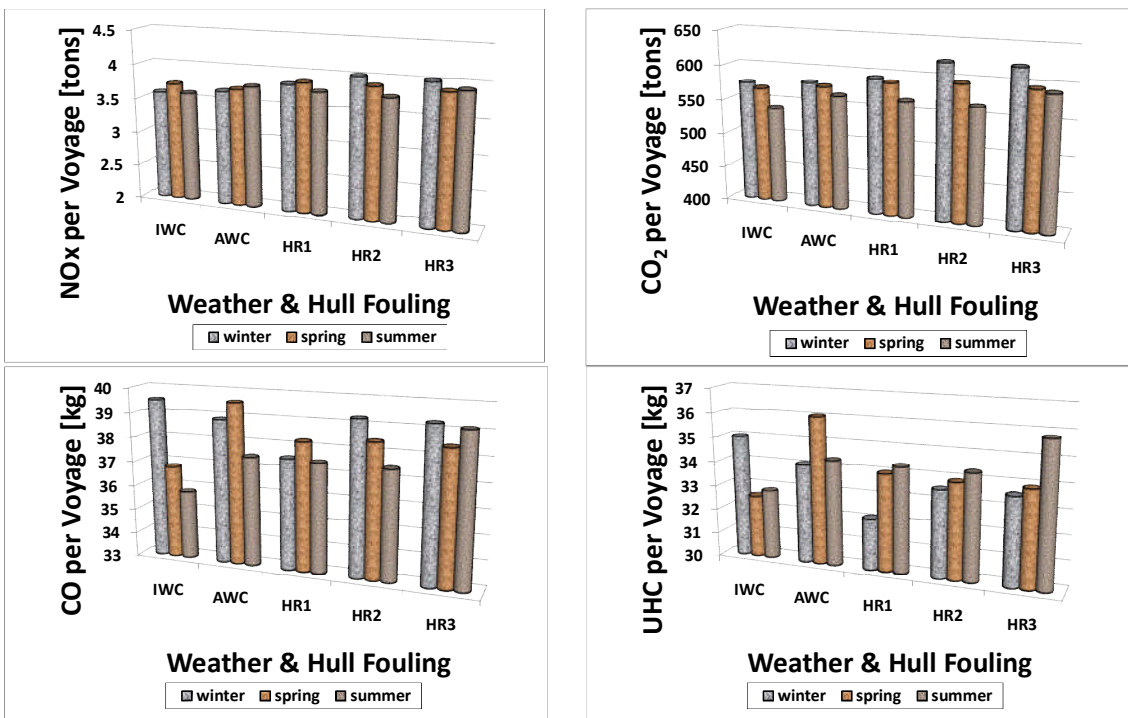 NOx per Voyage [tons]
4.5
4
3.5
3
2.5
2
IWC AWC HR1 HR2 HR3
Weather & Hull Fouling
winter spring summer
CO₂ per Voyage [tons]
650
600
550
500
450
400
IWC AWC HR1 HR2 HR3
Weather & Hull Fouling
winter spring summer
CO per Voyage [kg]
40
39
38
37
36
35
34
33
IWC AWC HR1 HR2 HR3
Weather & Hull Fouling
winter spring summer
UHC per Voyage [kg]
37
36
35
34
33
32
31
30
IWC AWC HR1 HR2 HR3
Weather & Hull Fouling
winter spring summer